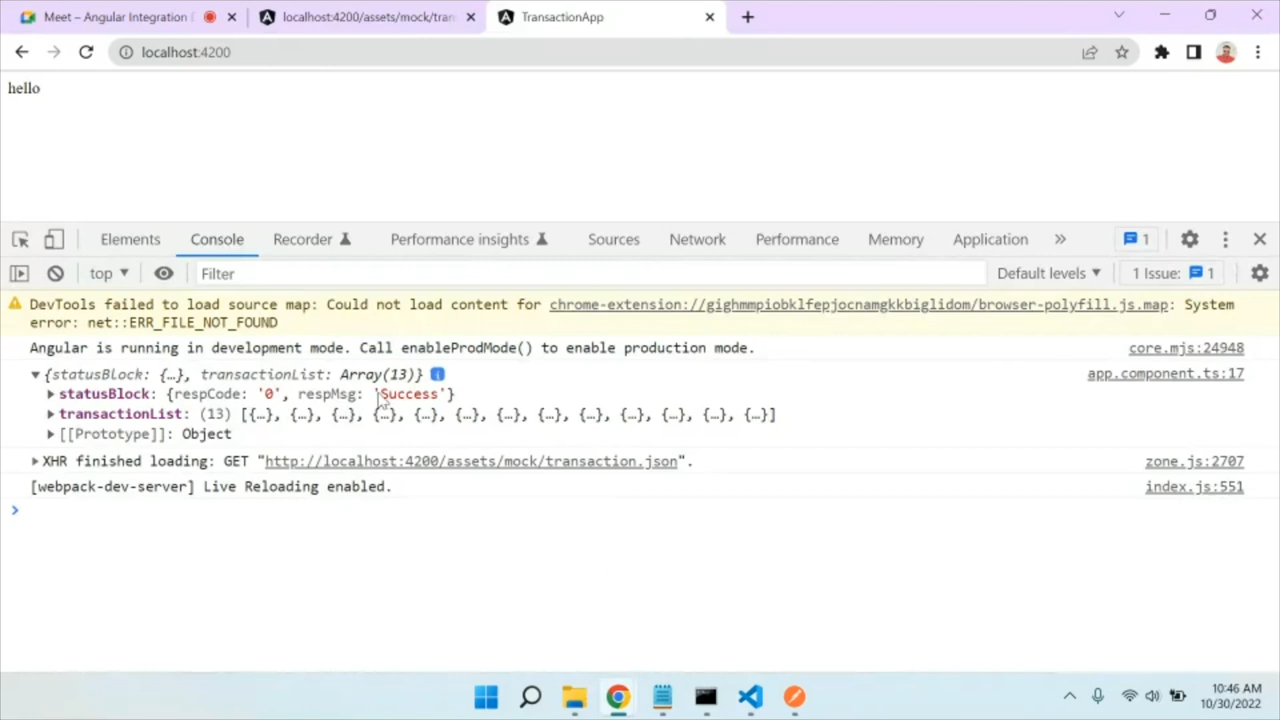 Meet – Angular Integration
localhost:4200/assets/mock/tran
TransactionApp
localhost:4200
hello
Elements
Console
Recorder
Performance insights
Sources
Network
Performance
Memory
Application
1
top
Filter
Default levels
1 Issue: 1
DevTools failed to load source map: Could not load content for chrome-extension://gighmmpiobklfepjocnamgkkbiglidom/browser-polyfill.js.map: System
error: net::ERR_FILE_NOT_FOUND
Angular is running in development mode. Call enableProdMode() to enable production mode. core.mjs:24948
{statusBlock: {…}, transactionList: Array(13)} app.component.ts:17
statusBlock: {respCode: '0', respMsg: 'Success'}
transactionList: (13) [{…}, {…}, {…}, {…}, {…}, {…}, {…}, {…}, {…}, {…}, {…}, {…}, {…}]
[[Prototype]]: Object
XHR finished loading: GET "http://localhost:4200/assets/mock/transaction.json". zone.js:2707
[webpack-dev-server] Live Reloading enabled. index.js:551
10:46 AM
10/30/2022